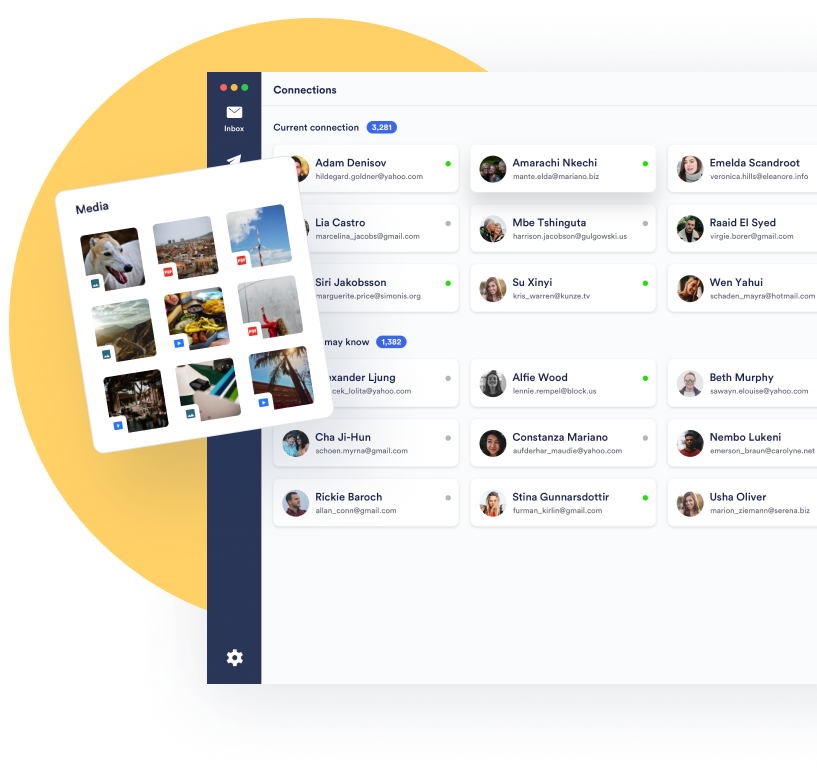 Connections
Inbox
Current connection 3,281
Adam Denisov
hildegard.goldner@yahoo.com
Amarachi Nkechi
mante.elda@mariano.biz
Emelda Scandroot
veronica.hills@eleanore.info
Media
Lia Castro
marcelina_jacobs@gmail.com
Mbe Tshinguta
harrison.jacobson@gulgowski.us
Raaid El Syed
virgie.borer@gmail.com
PDF
PDF
Siri Jakobsson
marguerite.price@simonis.org
Su Xinyi
kris_warren@kunze.tv
Wen Yahui
schaden_mayra@hotmail.com
PDF
may know 1,382
exander Ljung
cek_lolita@yahoo.com
Alfie Wood
lennie.rempel@block.us
Beth Murphy
sawayn.elouise@yahoo.com
Cha Ji-Hun
schoen.myrna@gmail.com
Constanza Mariano
aufderhar_maudie@yahoo.com
Nembo Lukeni
emerson_braun@carolyne.net
Rickie Baroch
allan_conn@gmail.com
Stina Gunnarsdottir
furman_kirlin@gmail.com
Usha Oliver
marion_ziemann@serena.biz